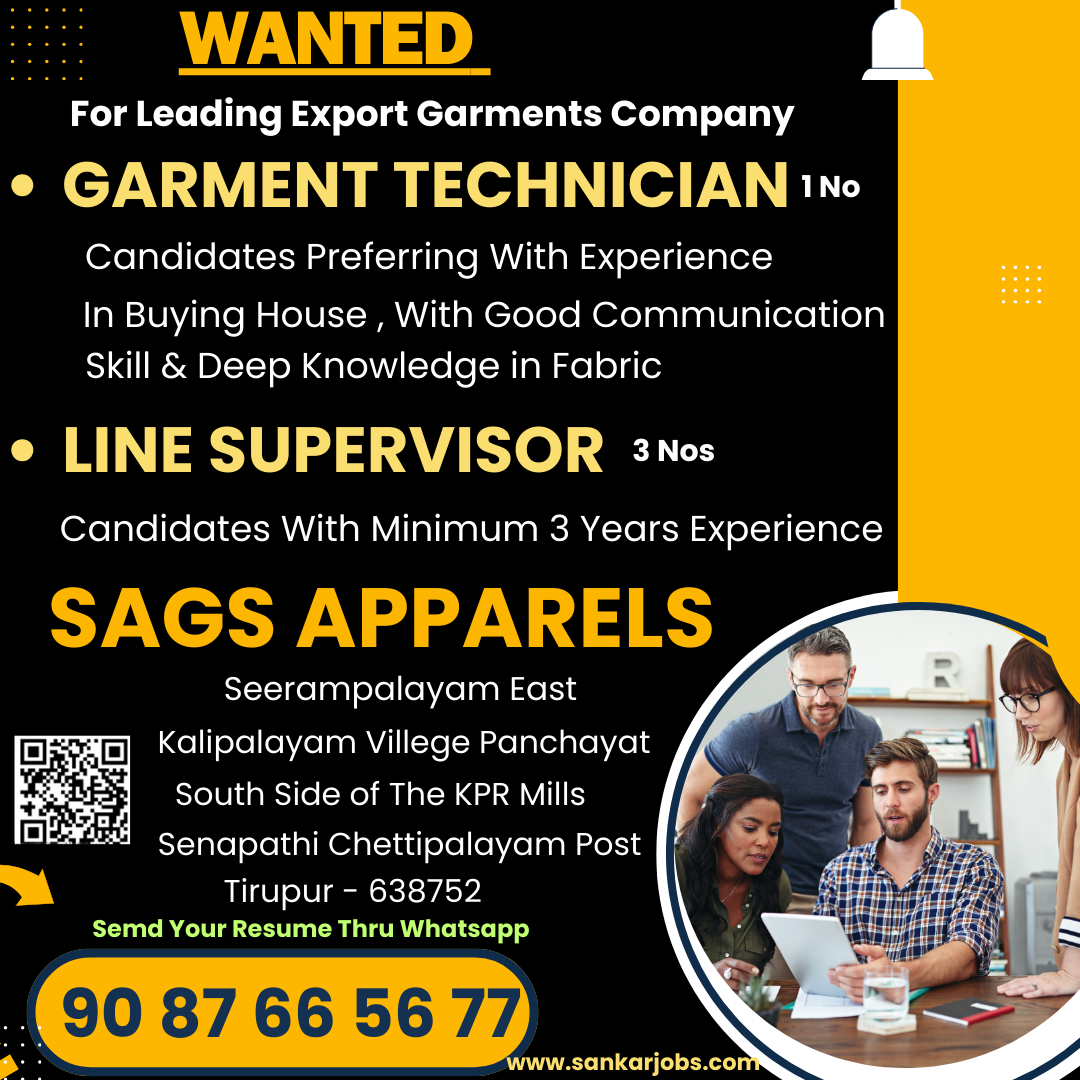 WANTED
For Leading Export Garments Company
• GARMENT TECHNICIAN 1 No
Candidates Preferring With Experience
In Buying House , With Good Communication
Skill & Deep Knowledge in Fabric
• LINE SUPERVISOR 3 Nos
Candidates With Minimum 3 Years Experience
SAGS APPARELS
Seerampalayam East
Kalipalayam Villege Panchayat
South Side of The KPR Mills
Senapathi Chettipalayam Post
Tirupur - 638752
Semd Your Resume Thru Whatsapp
90 87 66 56 77
www.sankarjobs.com
R